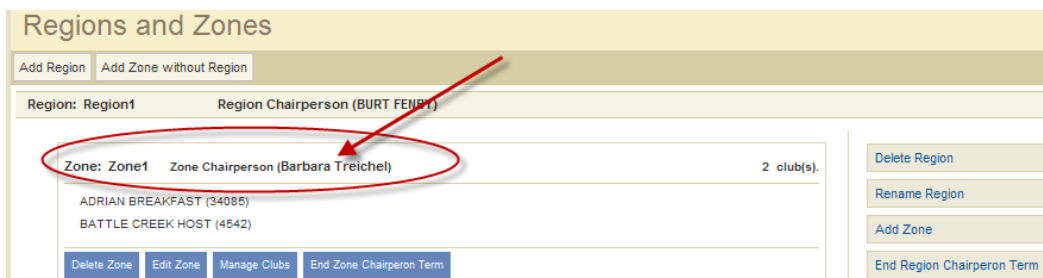 Regions and Zones
Add Region Add Zone without Region
Region: Region1 Region Chairperson (BURT FENBY)
Zone: Zone1 Zone Chairperson (Barbara Treichel) 2 club(s).
ADRIAN BREAKFAST (34085)
BATTLE CREEK HOST (4542)
Delete Zone Edit Zone Manage Clubs End Zone Chairperon Term
Delete Region
Rename Region
Add Zone
End Region Chairperon Term